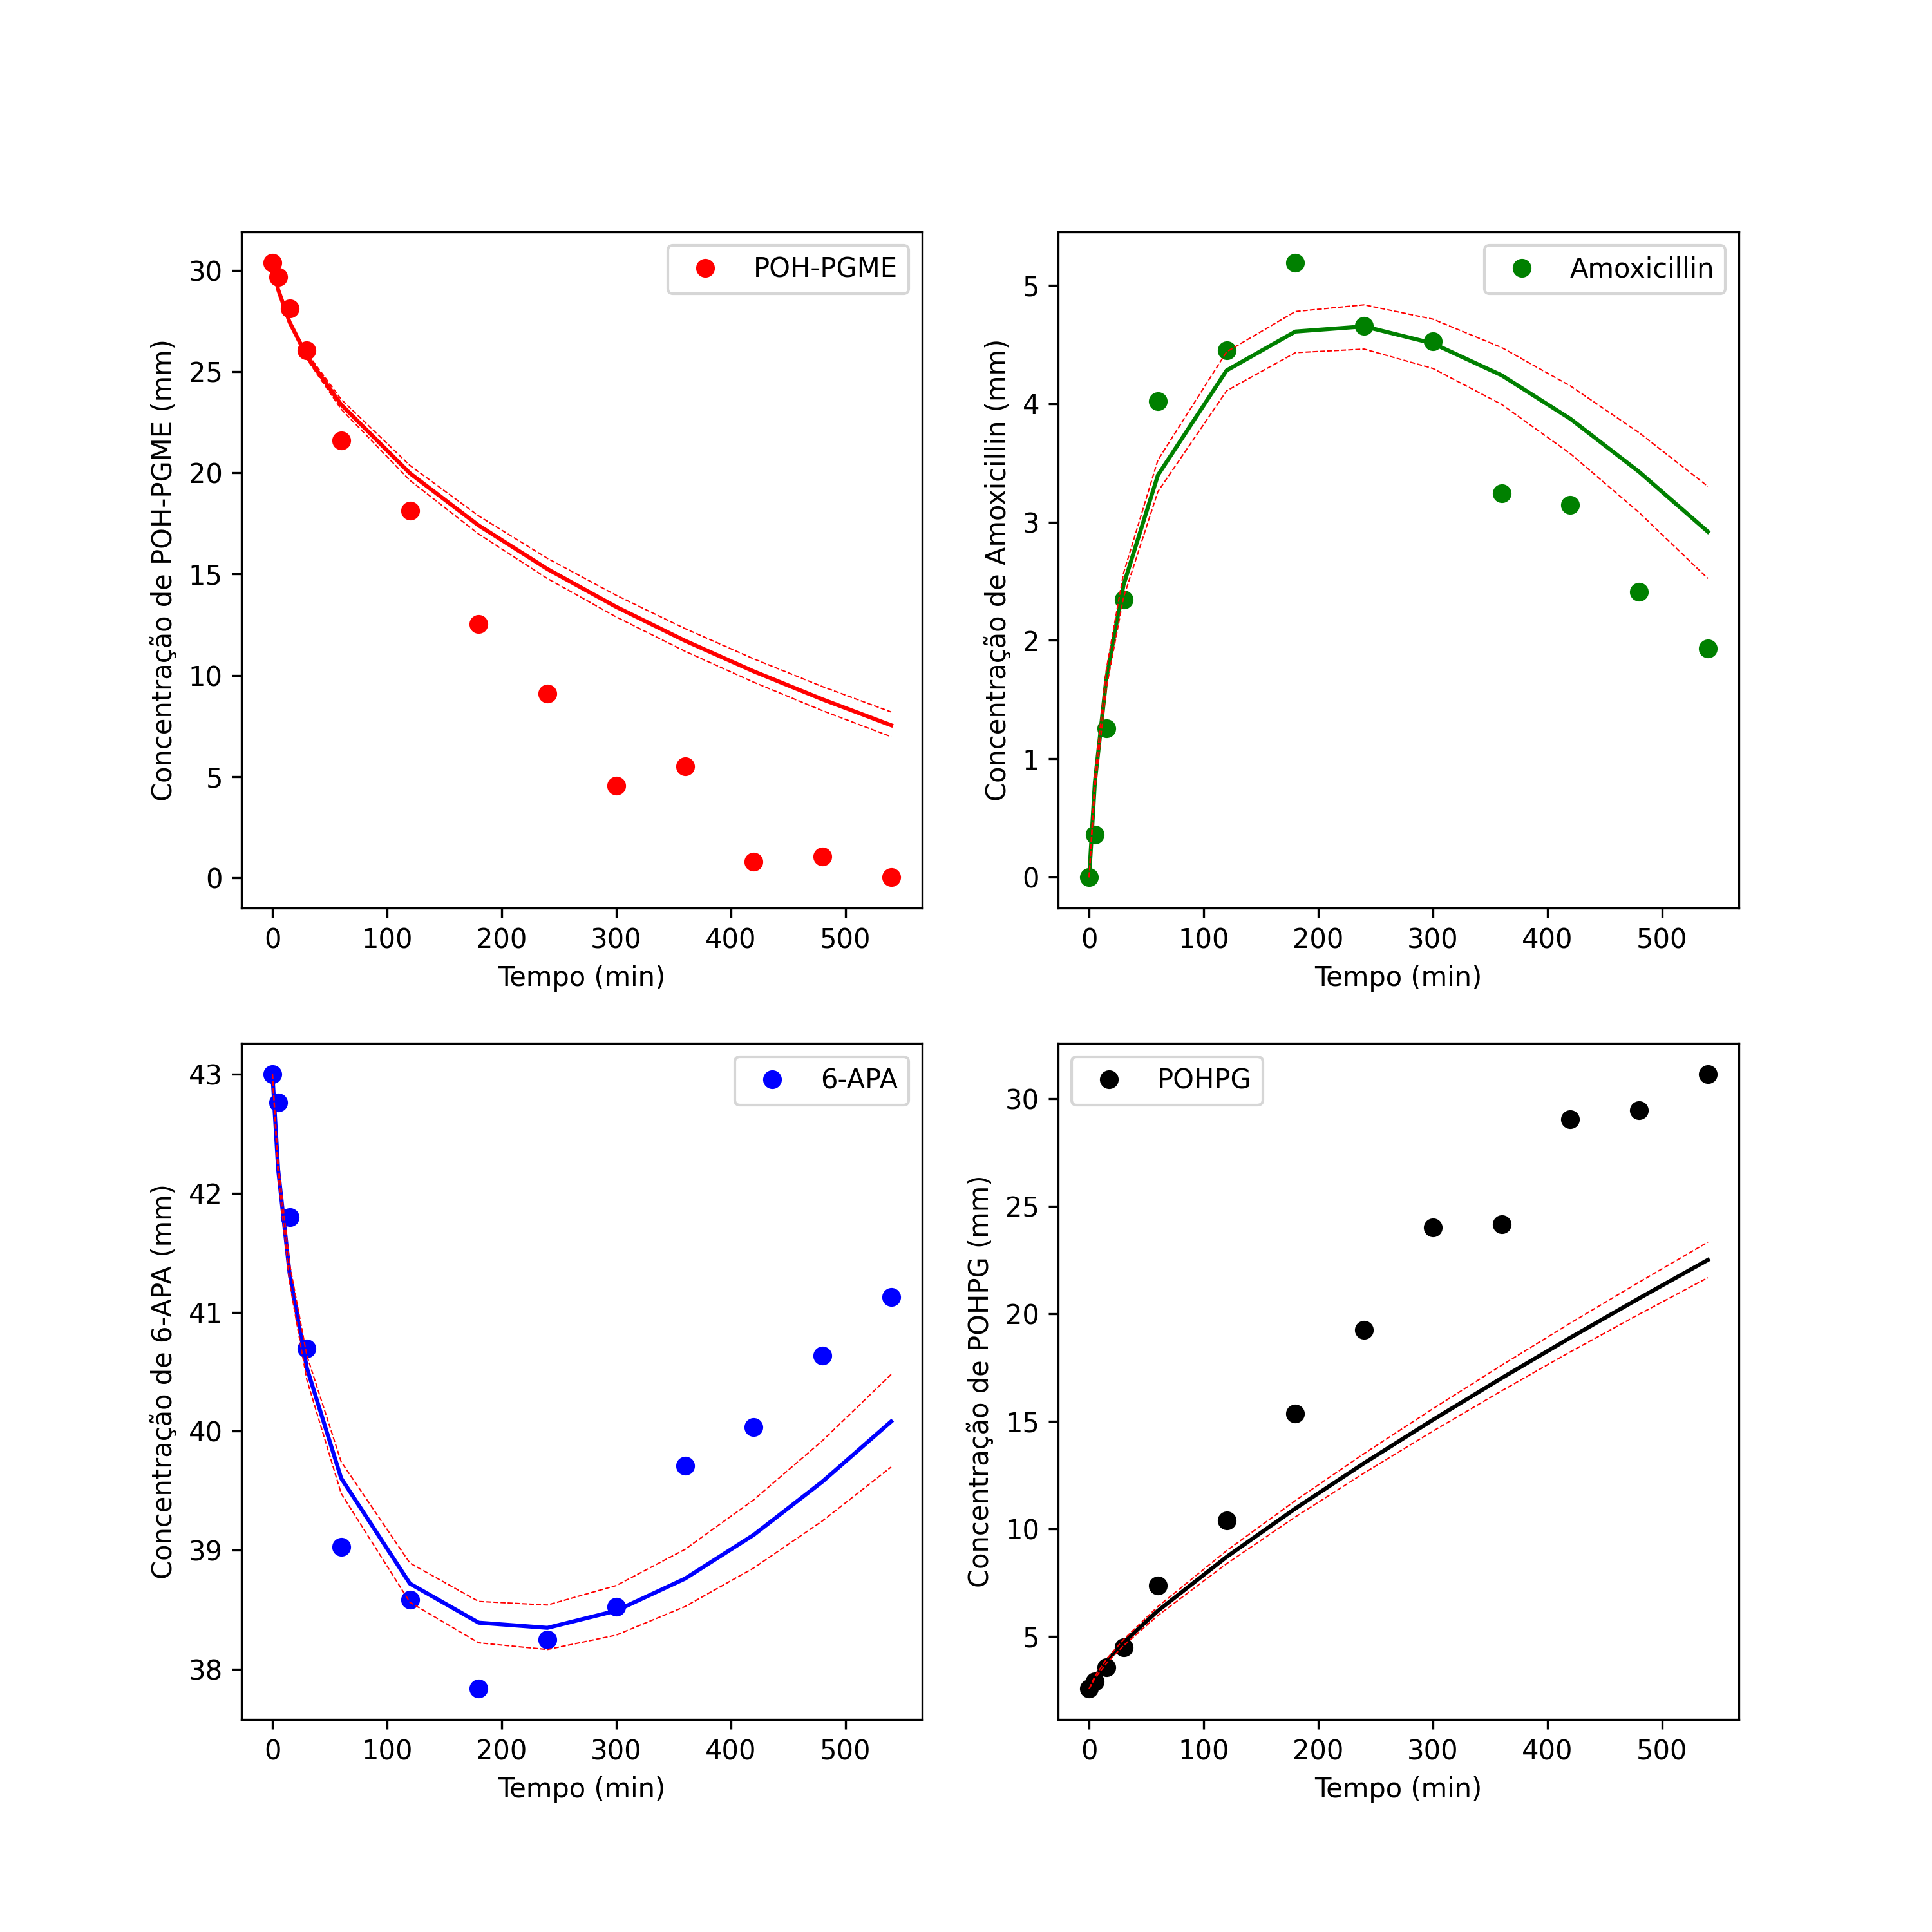 POH-PGME
Concentração de POH-PGME (mm)
30
25
20
15
10
5
0
0 100 200 300 400 500
Tempo (min)
Amoxicillin
Concentração de Amoxicillin (mm)
5
4
3
2
1
0
0 100 200 300 400 500
Tempo (min)
6-APA
Concentração de 6-APA (mm)
43
42
41
40
39
38
0 100 200 300 400 500
Tempo (min)
POHPG
Concentração de POHPG (mm)
30
25
20
15
10
5
0 100 200 300 400 500
Tempo (min)